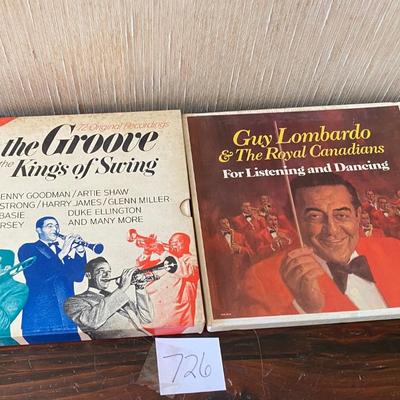 72 Original Recordings
the Groove
the
Kings of Swing
ENNY GOODMAN/ARTIE SHAW
STRONG/HARRY JAMES/GLENN MILLER
BASIE
DUKE ELLINGTON
RSEY
AND MANY MORE
Guy Lombardo
& The Royal Canadians
For Listening and Dancing
726